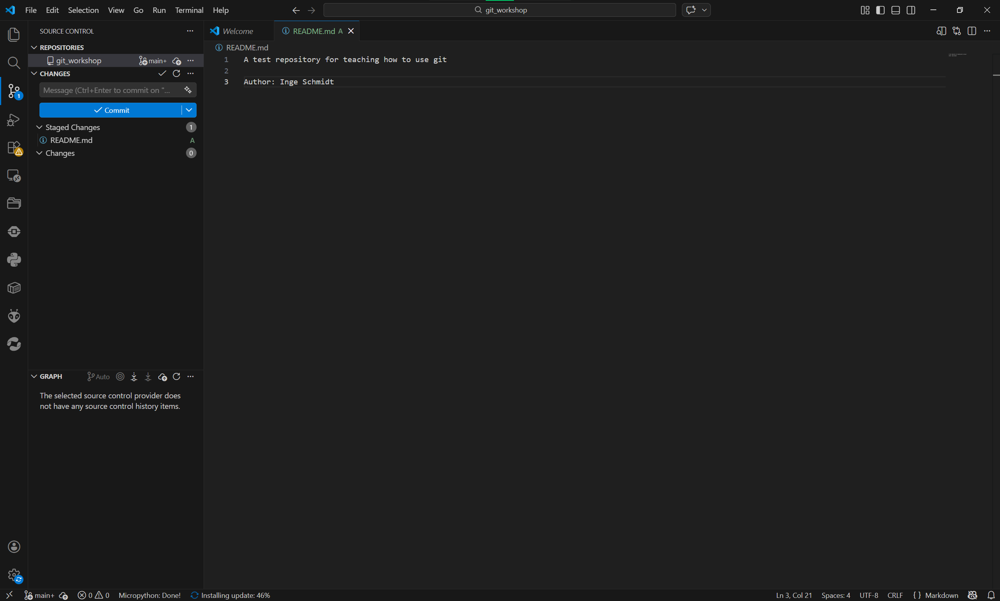 File Edit Selection View Go Run Terminal Help git_workshop
SOURCE CONTROL
REPOSITORIES
git_workshop main+
CHANGES
Message (Ctrl+Enter to commit on "...
Commit
Staged Changes 1
README.md A
Changes 0
GRAPH Auto
The selected source control provider does
not have any source control history items.
Welcome README.md A
README.md
1 A test repository for teaching how to use git
2
3 Author: Inge Schmidt
1
main+ 0 0 Micropython: Done! Installing update: 46% Ln 3, Col 21 Spaces: 4 UTF-8 CRLF { } Markdown